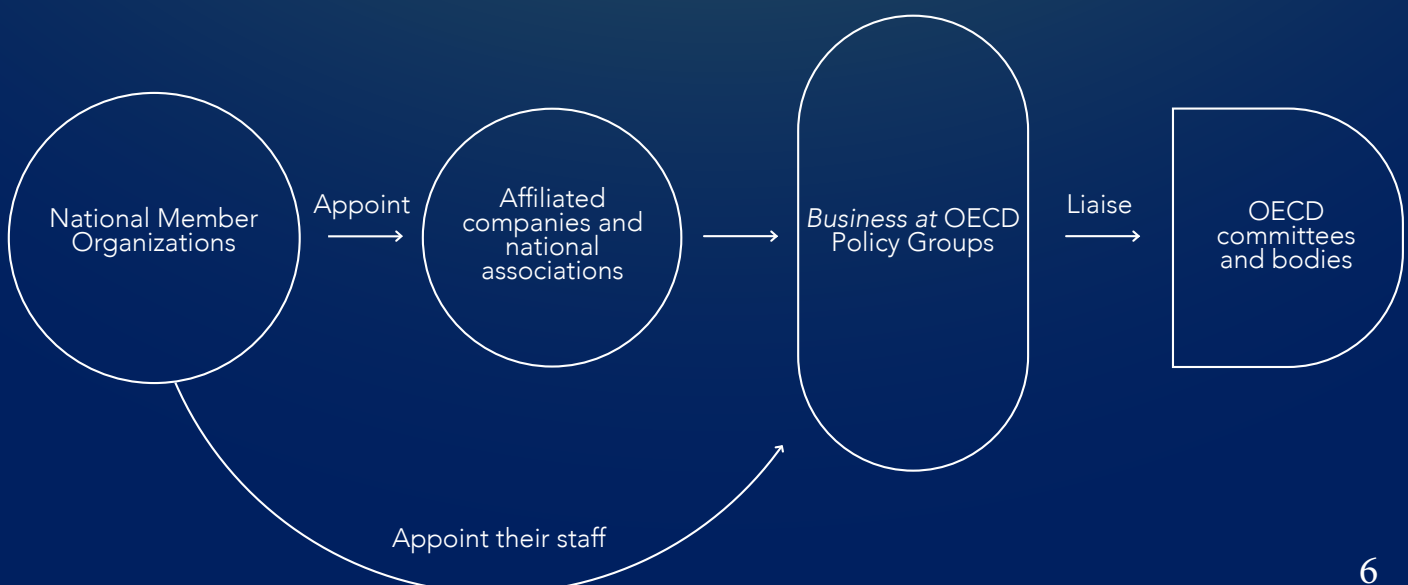 National Member
Organizations
Appoint
Affiliated
companies and
national
associations
Business at OECD
Policy Groups
Liaise
OECD
committees
and bodies
Appoint their staff
6